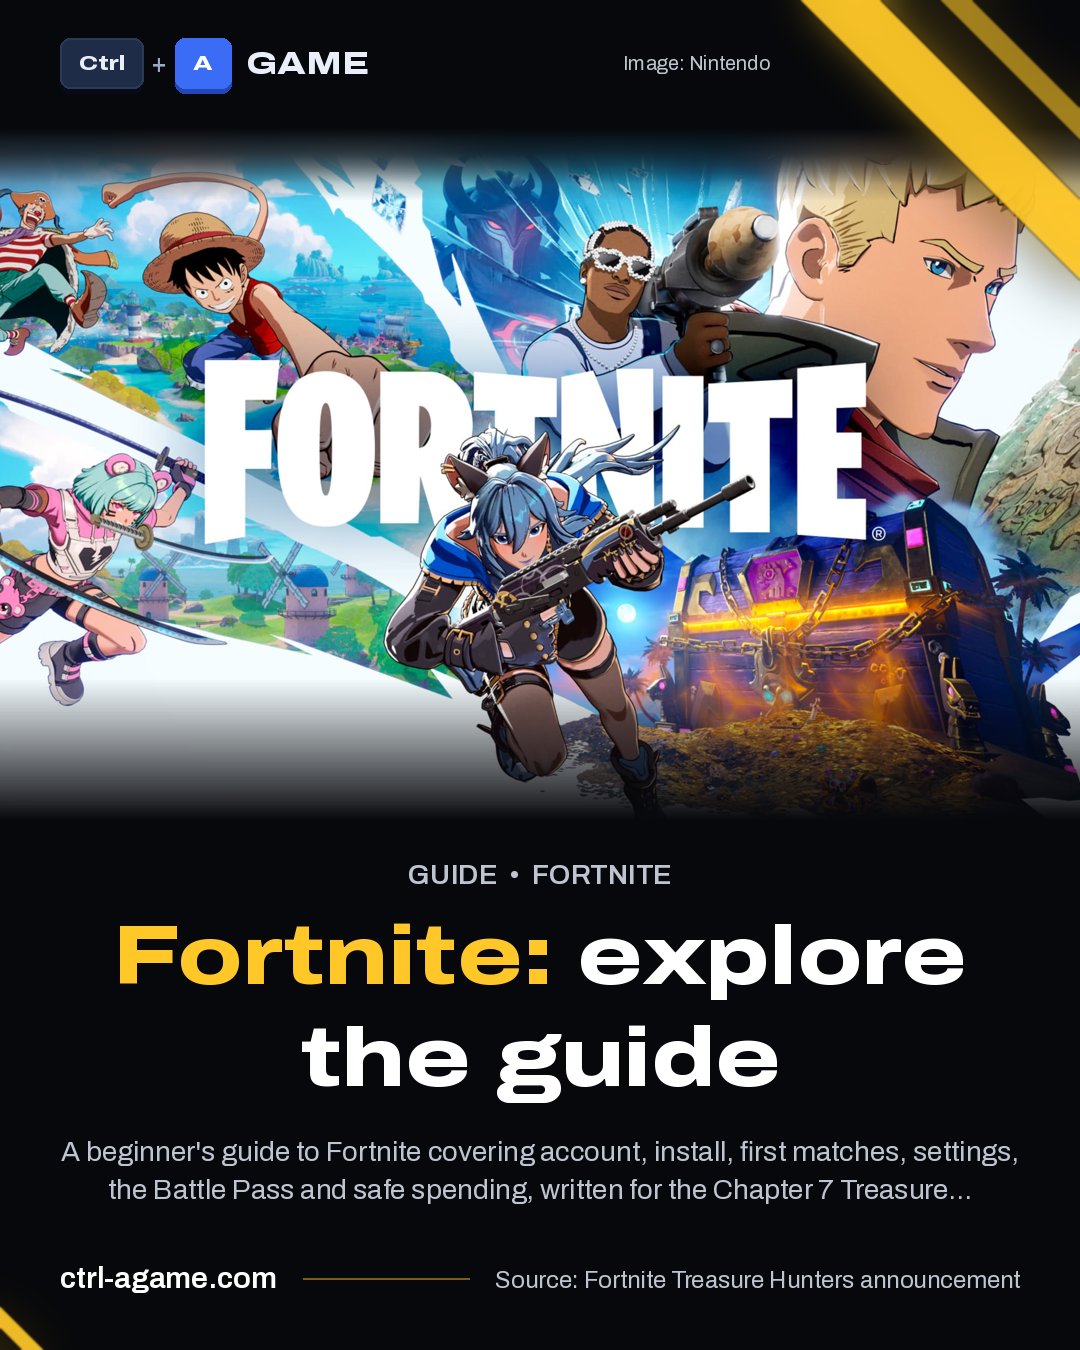 Ctrl + A GAME
Image: Nintendo
FORTNITE
®
GUIDE • FORTNITE
Fortnite: explore
the guide
A beginner's guide to Fortnite covering account, install, first matches, settings,
the Battle Pass and safe spending, written for the Chapter 7 Treasure...
ctrl-agame.com
Source: Fortnite Treasure Hunters announcement